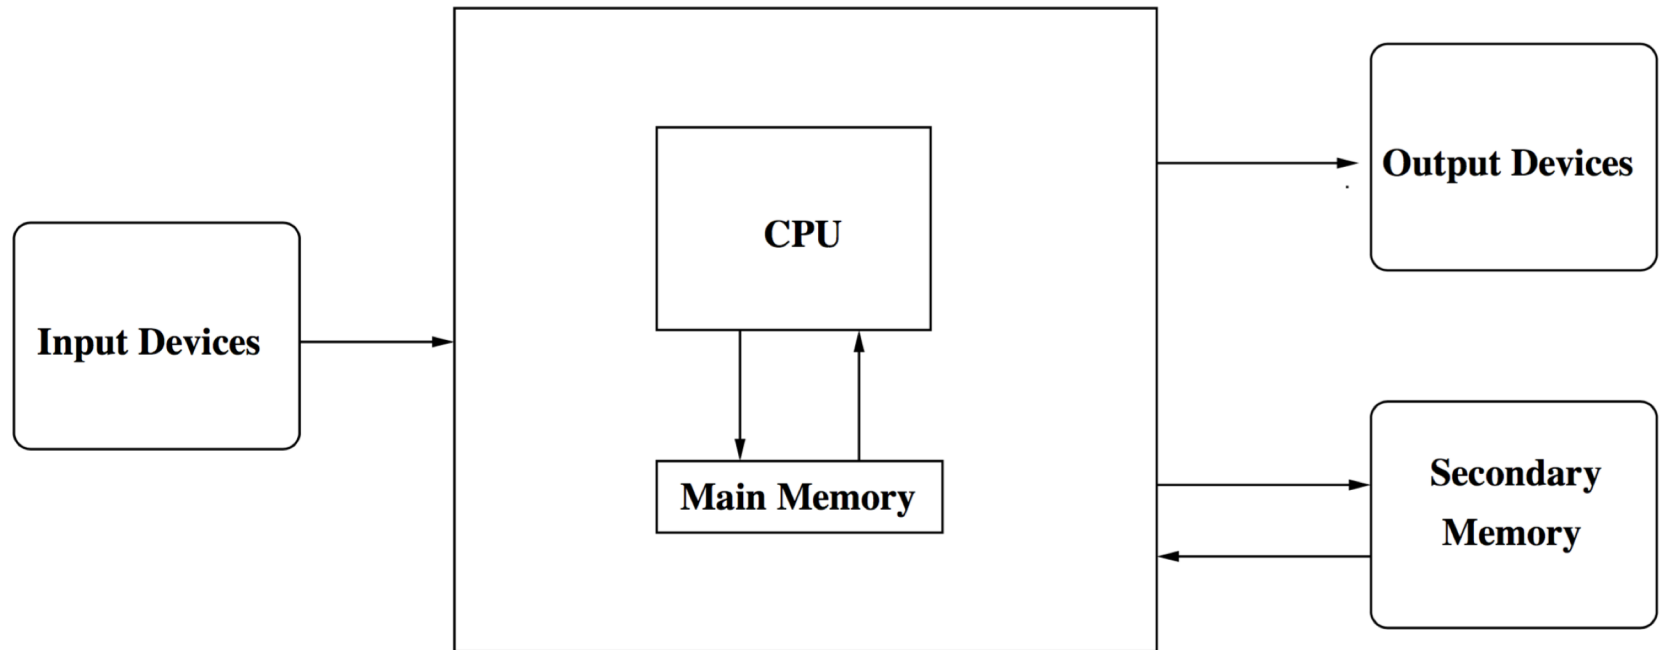 Input Devices
CPU
Main Memory
Output Devices
Secondary
Memory